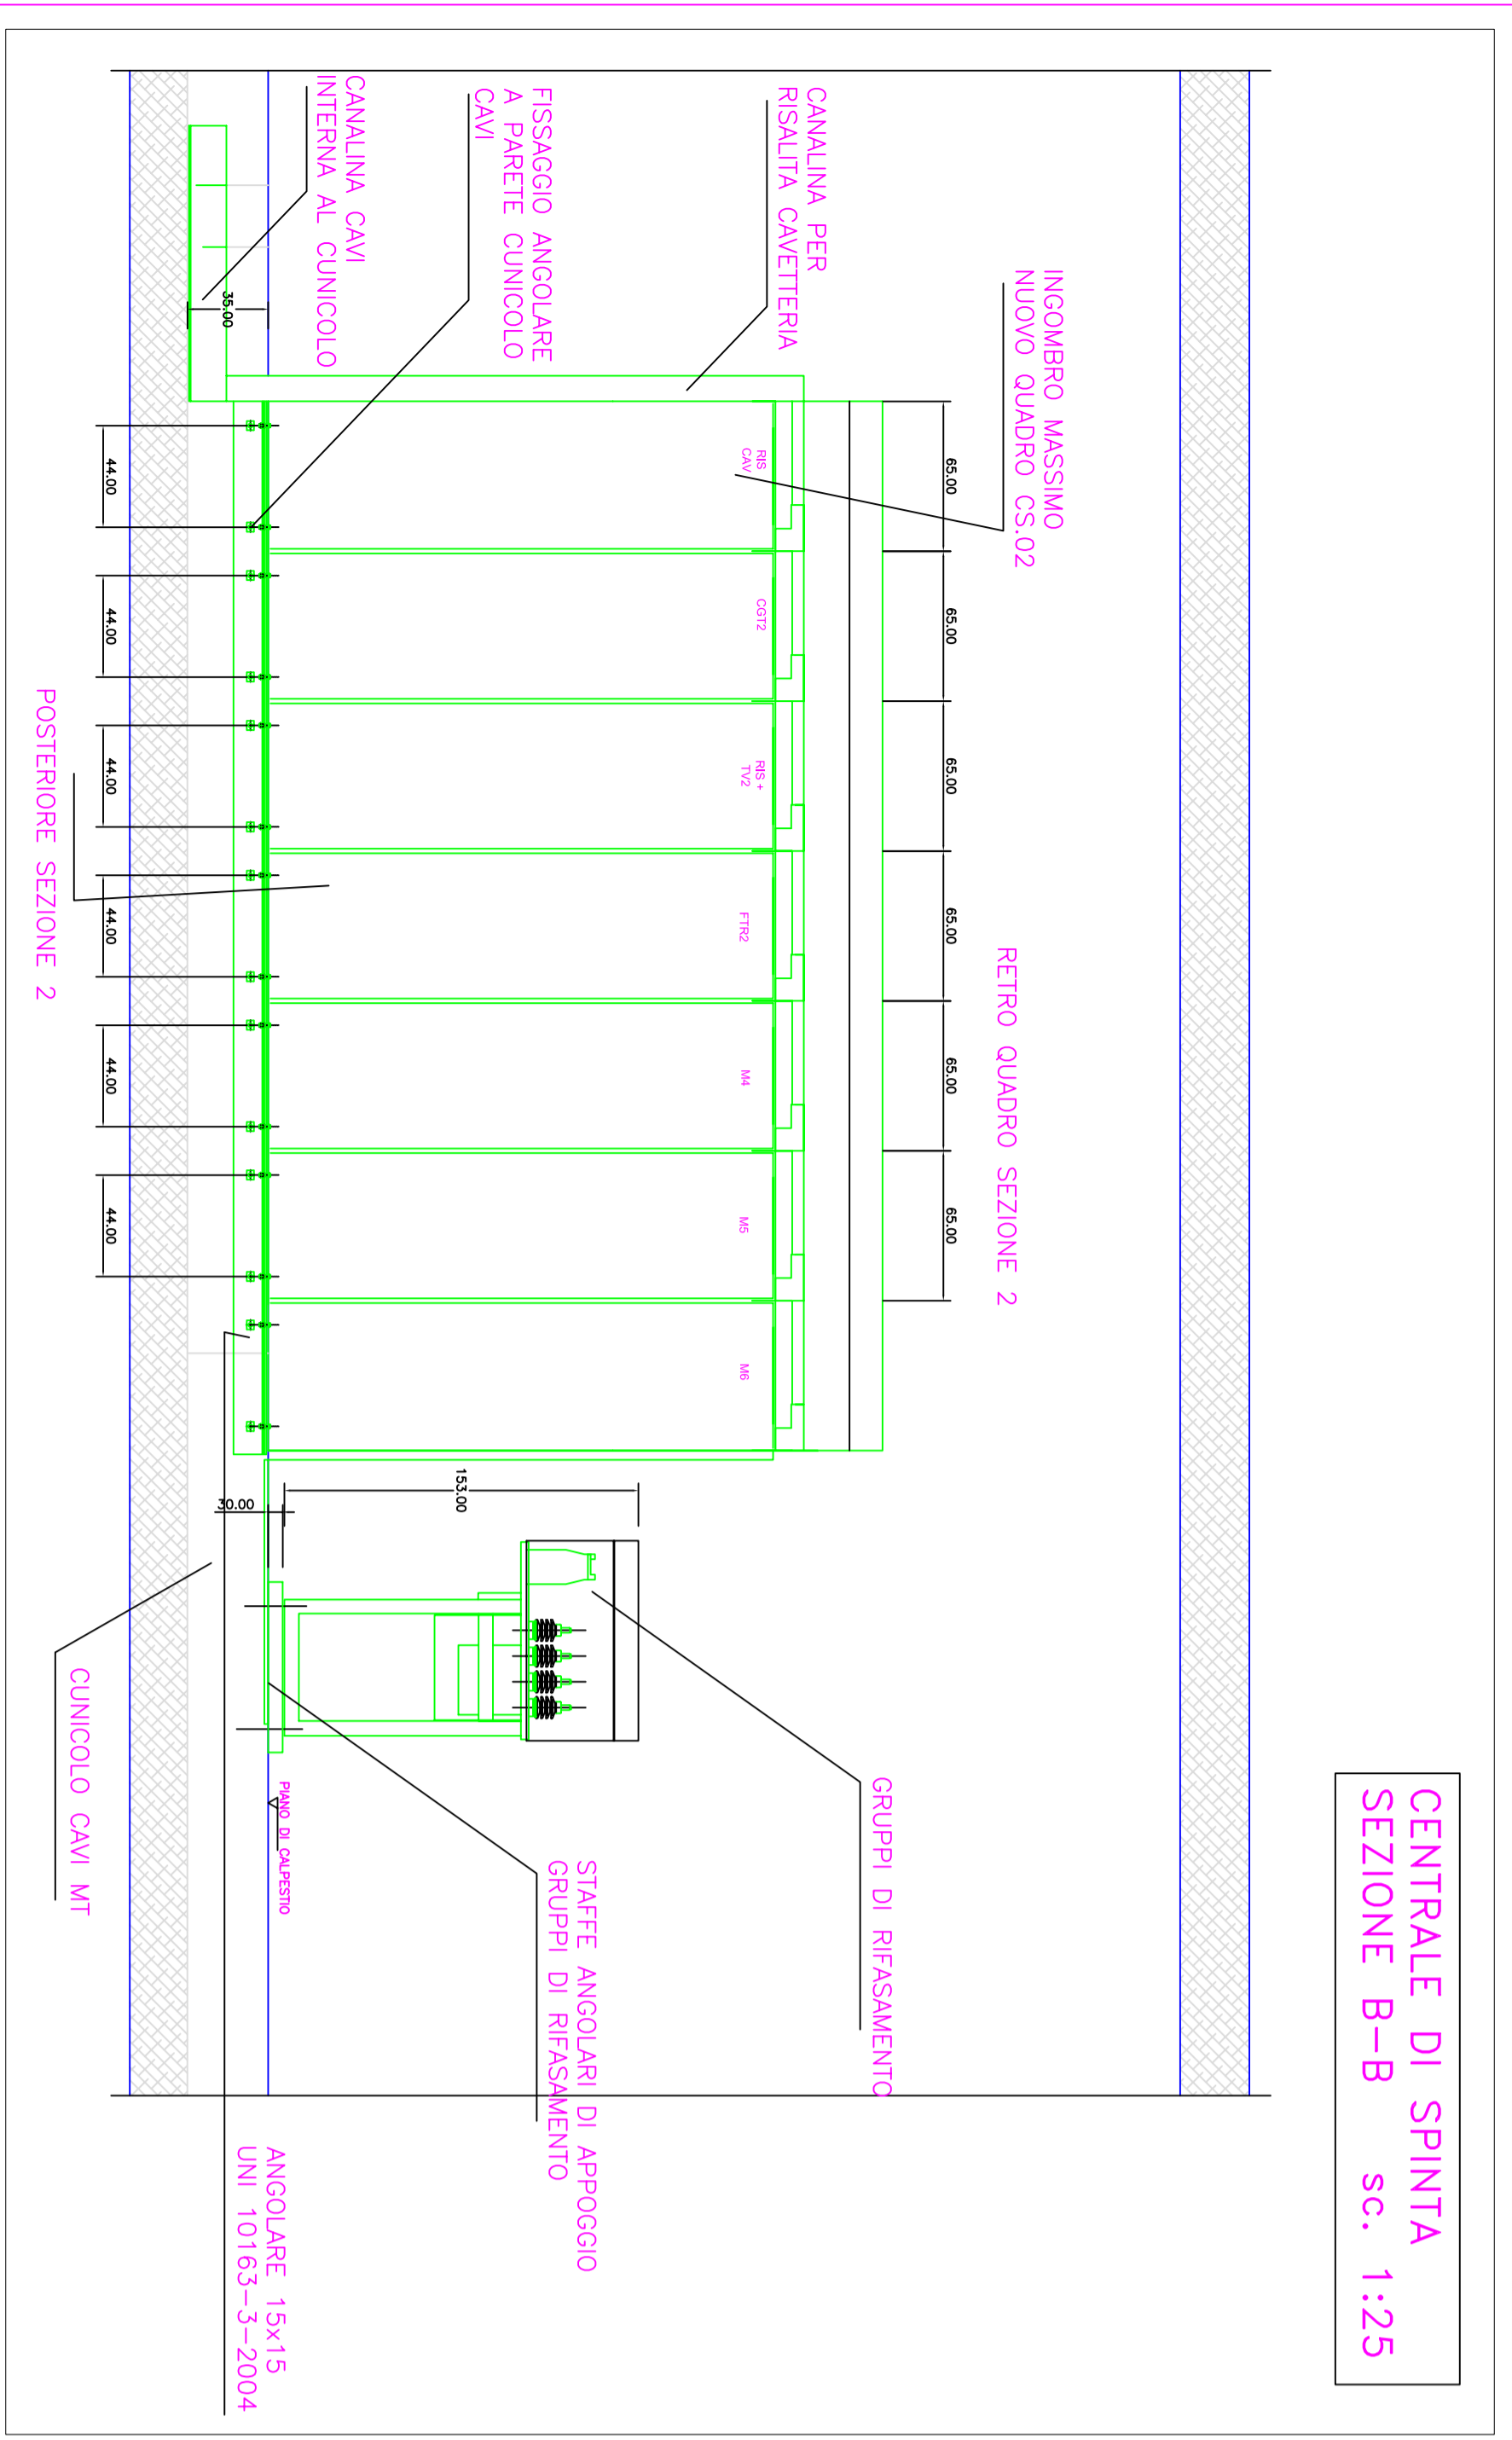 CENTRALE DI SPINTA
SEZIONE B-B sc. 1:25
INGOMBRO MASSIMO
NUOVO QUADRO CS.02
RETRO QUADRO SEZIONE 2
65.00
65.00
65.00
65.00
65.00
65.00
CANALINA PER
RISALITA CAVETTERIA
GRUPPI DI RIFASAMENTO
RIS
CAV
CGT2
RIS +
TV2
FTR2
M4
M5
M6
FISSAGGIO ANGOLARE
A PARETE CUNICOLO
CAVI
STAFFE ANGOLARI DI APPOGGIO
GRUPPI DI RIFASAMENTO
153.00
CANALINA CAVI
INTERNA AL CUNICOLO
PIANO DI CALPESTIO
ANGOLARE 15x15
UNI 10163-3-2004
35.00
30.00
44.00
44.00
44.00
44.00
44.00
44.00
CUNICOLO CAVI MT
POSTERIORE SEZIONE 2